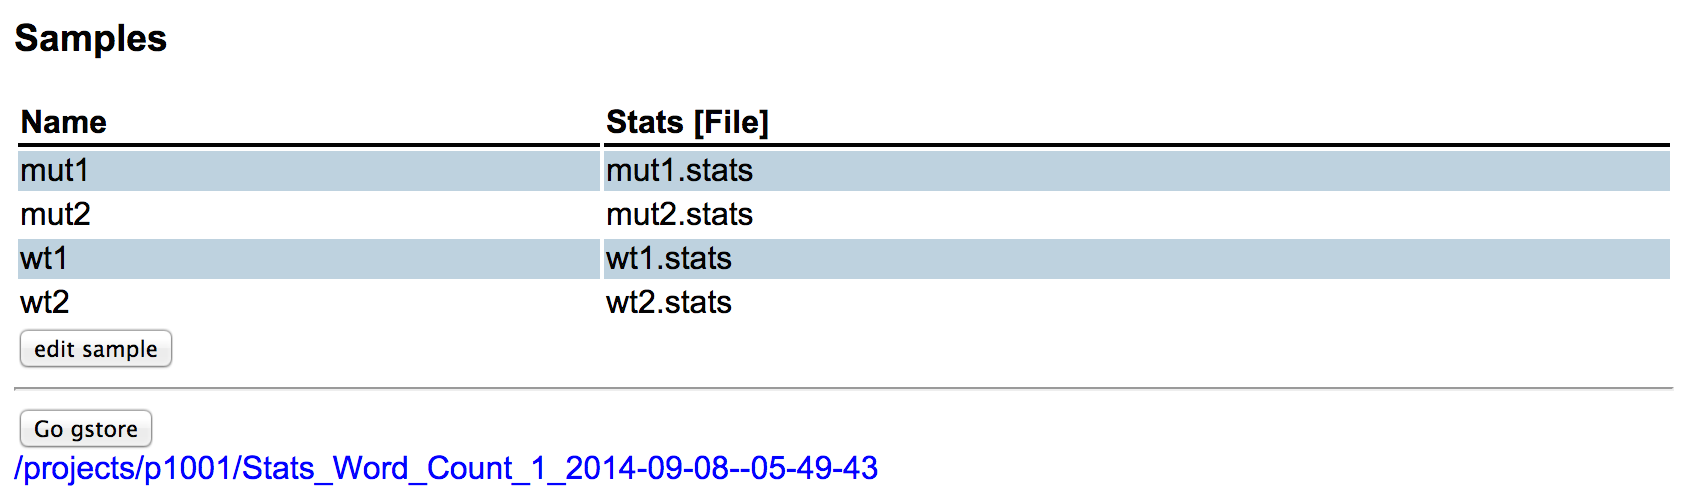 Samples
Name Stats [File]
mut1 mut1.stats
mut2 mut2.stats
wt1 wt1.stats
wt2 wt2.stats
edit sample
Go gstore
/projects/p1001/Stats_Word_Count_1_2014-09-08--05-49-43